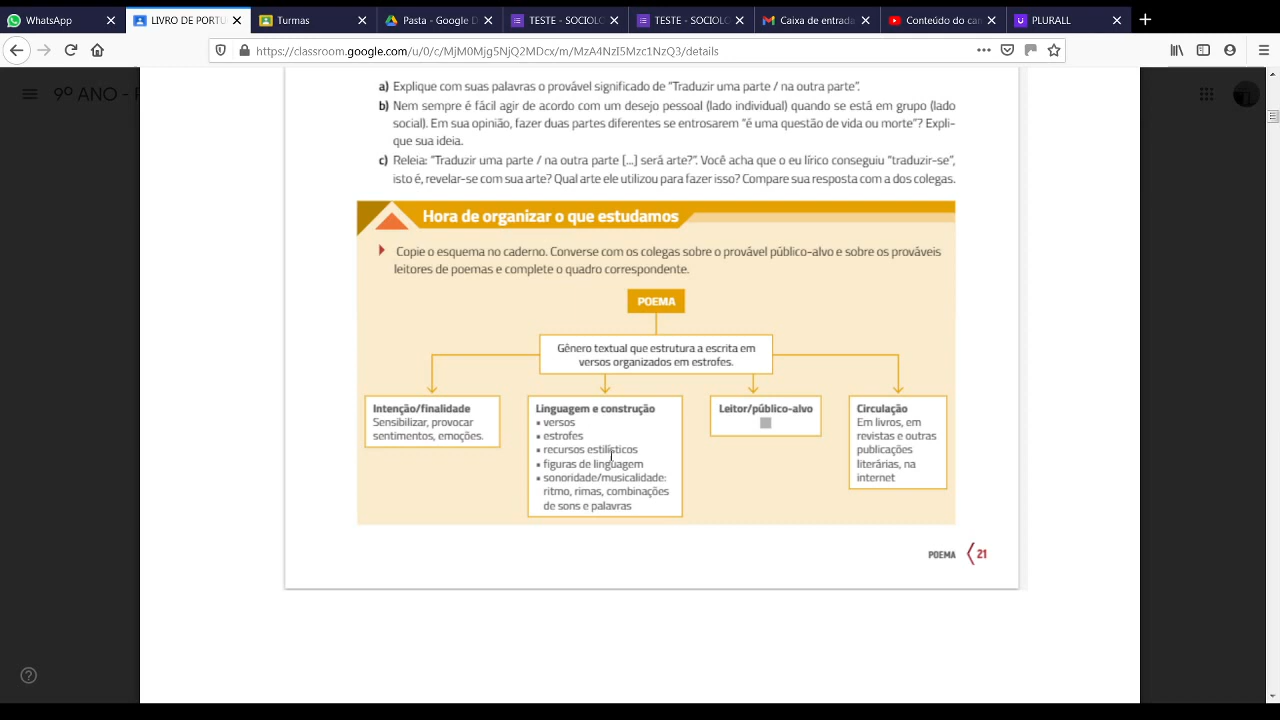 WhatsApp
LIVRO DE PORTU
Turmas
Pasta - Google D
TESTE - SOCIOLO
TESTE - SOCIOLO
Caixa de entrada
Conteúdo do can
PLURALL
https://classroom.google.com/u/0/c/MjM0Mjg5NjQ2MDcx/m/MzA4NzI5Mzc1NzQ3/details
9º ANO - P
a) Explique com suas palavras o provável significado de “Traduzir uma parte / na outra parte”.
b) Nem sempre é fácil agir de acordo com um desejo pessoal (lado individual) quando se está em grupo (lado
social). Em sua opinião, fazer duas partes diferentes se entrosarem “é uma questão de vida ou morte”? Expli-
que sua ideia.
c) Releia: “Traduzir uma parte / na outra parte [...] será arte?”. Você acha que o eu lírico conseguiu “traduzir-se”,
isto é, revelar-se com sua arte? Qual arte ele utilizou para fazer isso? Compare sua resposta com a dos colegas.
Hora de organizar o que estudamos
Copie o esquema no caderno. Converse com os colegas sobre o provável público-alvo e sobre os prováveis
leitores de poemas e complete o quadro correspondente.
POEMA
Gênero textual que estrutura a escrita em
versos organizados em estrofes.
Intenção/finalidade
Sensibilizar, provocar
sentimentos, emoções.
Linguagem e construção
▪ versos
▪ estrofes
▪ recursos estilísticos
▪ figuras de linguagem
▪ sonoridade/musicalidade:
ritmo, rimas, combinações
de sons e palavras
Leitor/público-alvo
Circulação
Em livros, em
revistas e outras
publicações
literárias, na
internet
POEMA 21